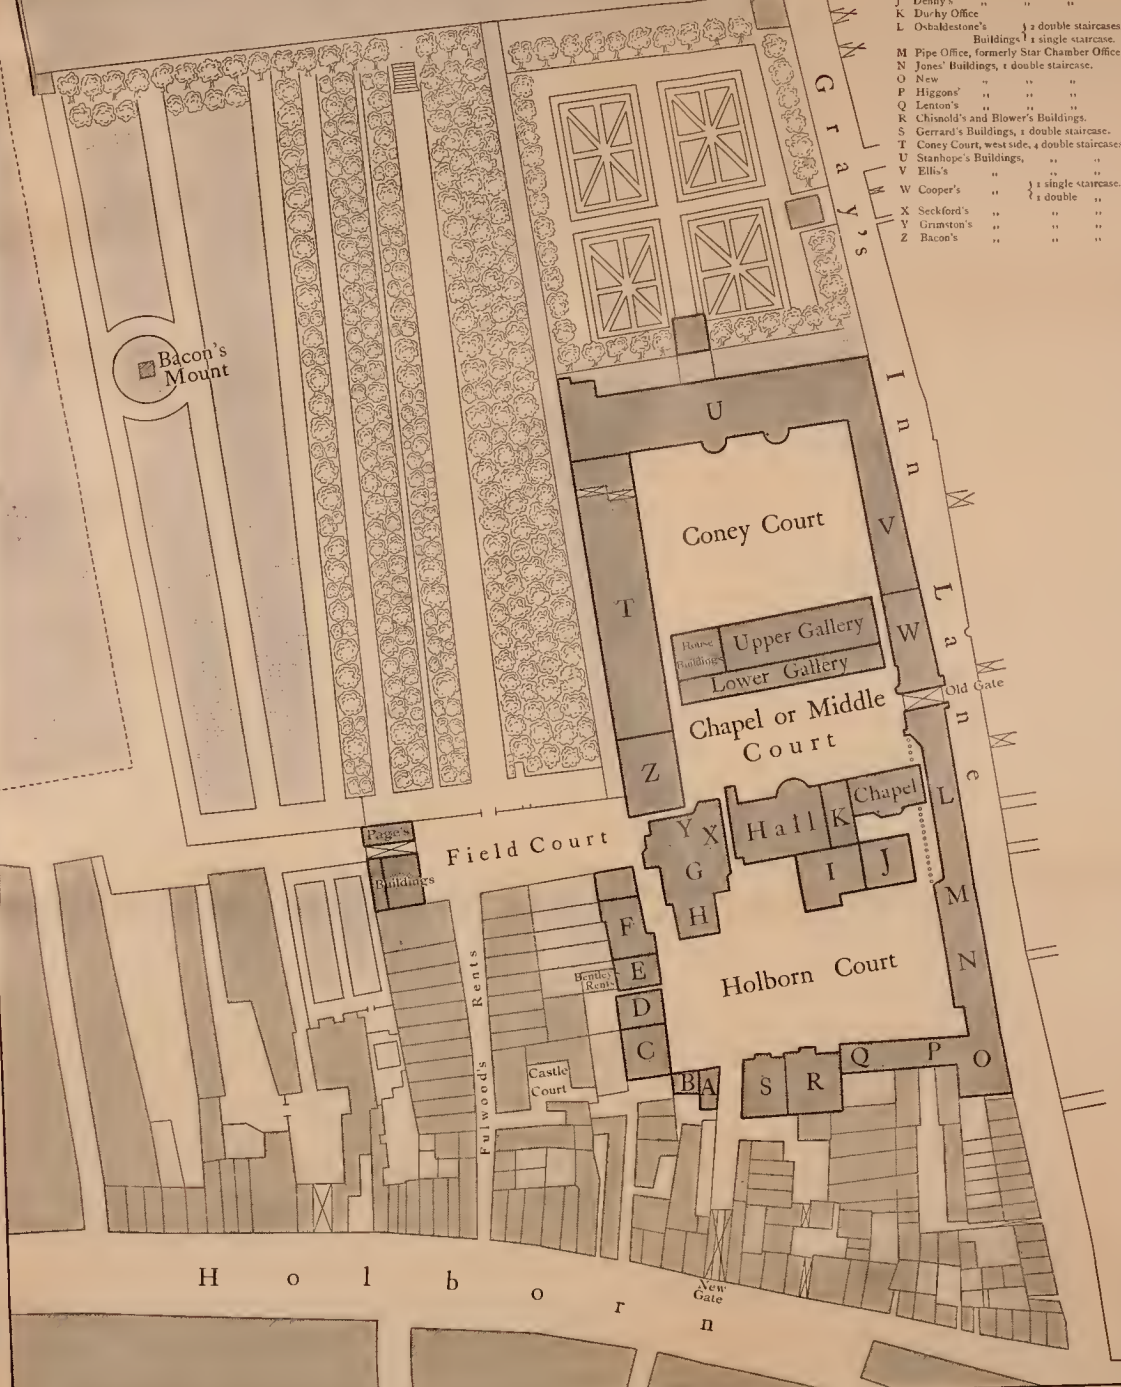 J Denny's „ „ „
K Duchy Office
L Osbaldestone's } 2 double staircases
Buildings } 1 single staircase.
M Pipe Office, formerly Star Chamber Office
N Jones' Buildings, 1 double staircase.
O New „ „ „
P Higgons' „ „ „
Q Lenton's „ „ „
R Chisnold's and Blower's Buildings.
S Gerrard's Buildings, 1 double staircase.
T Coney Court, west side, 4 double staircases
U Stanhope's Buildings, „ „
V Ellis's „ „ „
W Cooper's „ } 1 single staircase.
} 1 double „
X Seckford's „ „ „
Y Grimston's „ „ „
Z Bacon's „ „ „
Gray's Inn Lane
Bacon's
Mount
U
Coney Court
V
T
House
Buildings
Upper Gallery
Lower Gallery
W
Old Gate
Chapel or Middle
Court
Z
Y
X
Hall
K
Chapel
L
Page's
Buildings
Field Court
G
I
J
H
M
F
Bentley
Rents
E
Holborn Court
N
D
C
Fulwood's Rents
Castle
Court
B
A
S
R
Q
P
O
New
Gate
Holborn